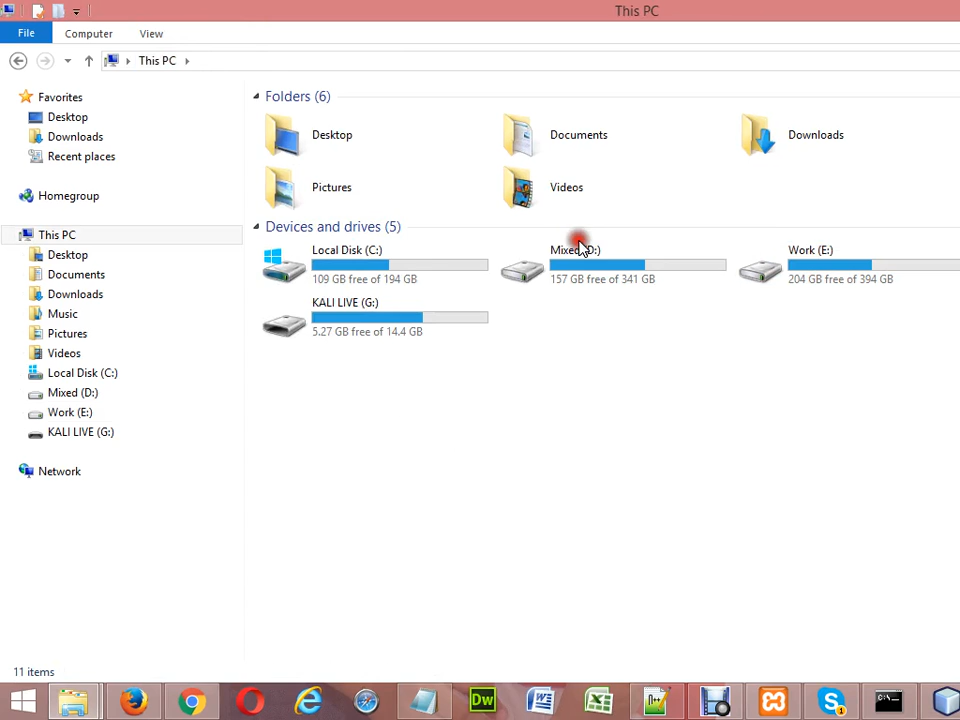 This PC
File Computer View
This PC
Favorites
Desktop
Downloads
Recent places
Homegroup
This PC
Desktop
Documents
Downloads
Music
Pictures
Videos
Local Disk (C:)
Mixed (D:)
Work (E:)
KALI LIVE (G:)
Network
Folders (6)
Desktop Documents Downloads
Pictures Videos
Devices and drives (5)
Local Disk (C:) Mixed (D:) Work (E:)
109 GB free of 194 GB 157 GB free of 341 GB 204 GB free of 394 GB
KALI LIVE (G:)
5.27 GB free of 14.4 GB
11 items
Dw
1
C:\.